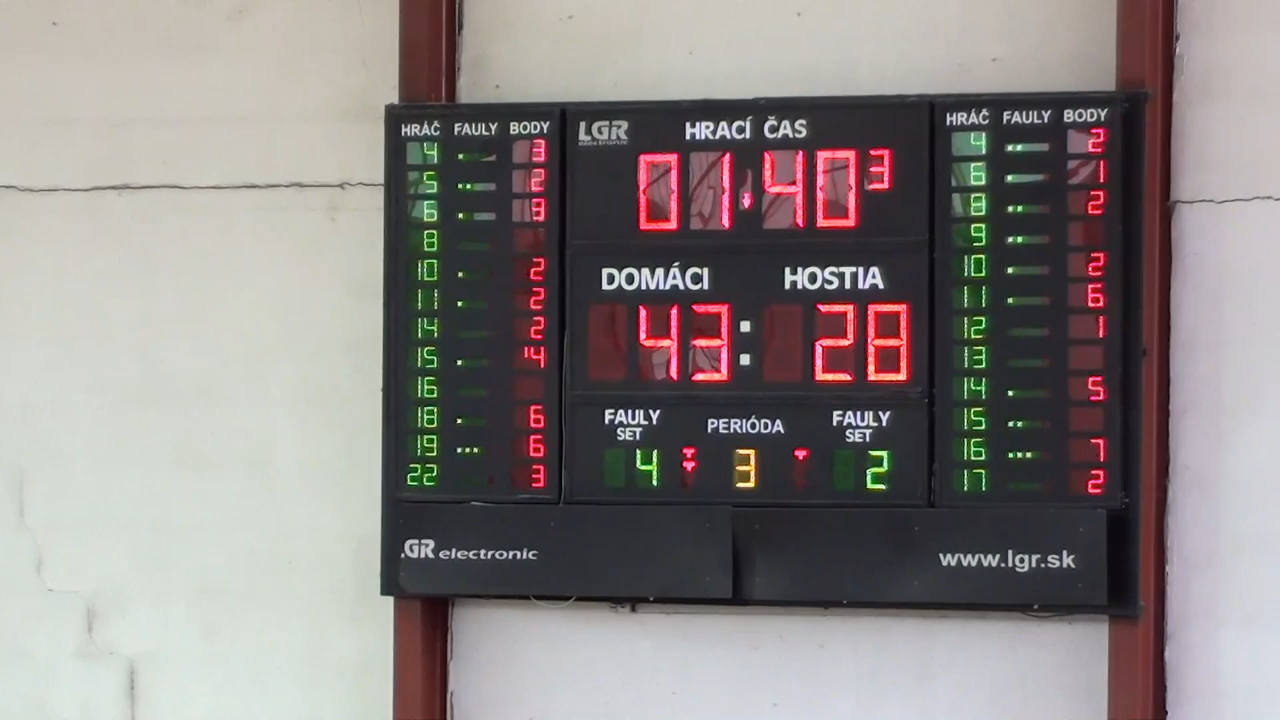 HRÁČ FAULY BODY
4 3
5 2
6 9
8
10 2
11 2
14 2
15 14
16
18 6
19 6
22 3
LGR
electronic
HRACÍ ČAS
01:40 3
DOMÁCI HOSTIA
43:28
FAULY SET PERIÓDA FAULY SET
4 3 2
HRÁČ FAULY BODY
4 2
6 1
8 2
9
10 2
11 6
12 1
13
14 5
15
16 7
17 2
.GR electronic
www.lgr.sk